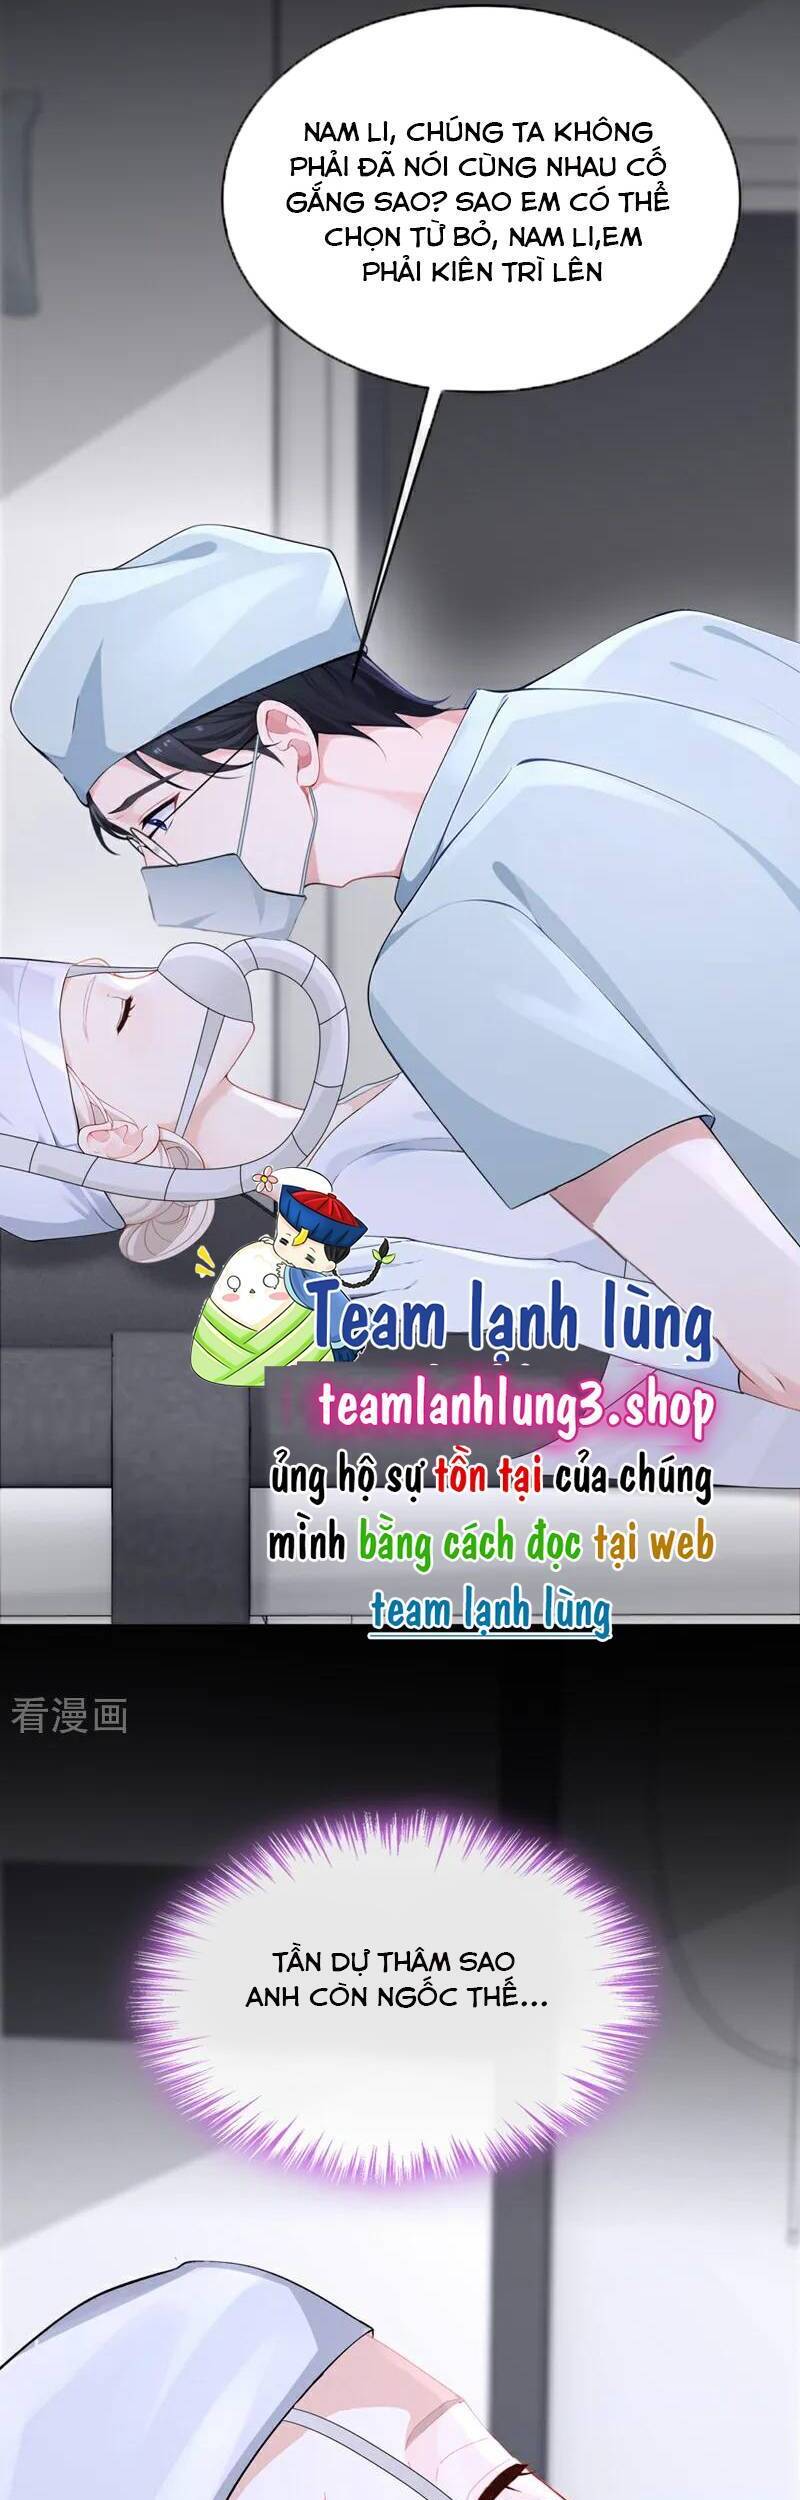 NAM LI, CHÚNG TA KHÔNG
PHẢI ĐÃ NÓI CÙNG NHAU CỐ
GẮNG SAO? SAO EM CÓ THỂ
CHỌN TỪ BỎ, NAM LI,EM
PHẢI KIÊN TRÌ LÊN
Team lạnh lùng
teamlanhlung3.shop
ủng hộ sự tồn tại của chúng
mình bằng cách đọc tại web
team lạnh lùng
看漫画
TẦN DỰ THÂM SAO
ANH CÒN NGỐC THẾ...